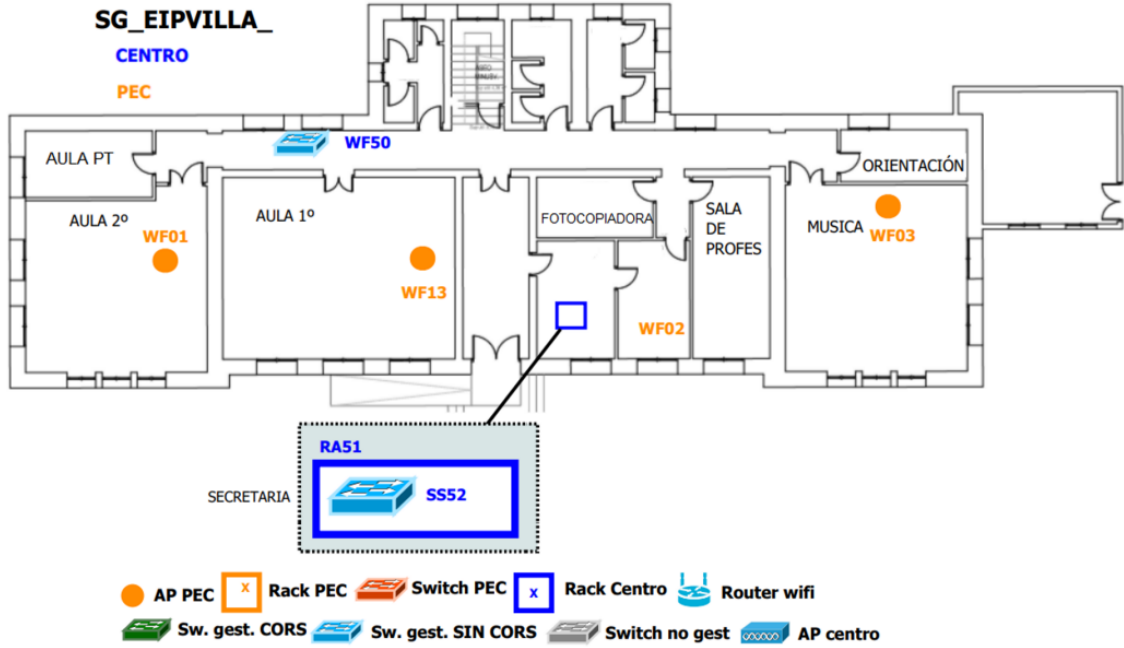 SG_EIPVILLA_
CENTRO
PEC
WF50
AULA PT
ORIENTACIÓN
AULA 2º
AULA 1º
FOTOCOPIADORA
SALA
DE
PROFES
MUSICA
WF01
WF03
WF13
WF02
RA51
SECRETARIA
SS52
AP PEC
x
Rack PEC
Switch PEC
x
Rack Centro
Router wifi
Sw. gest. CORS
Sw. gest. SIN CORS
Switch no gest
AP centro